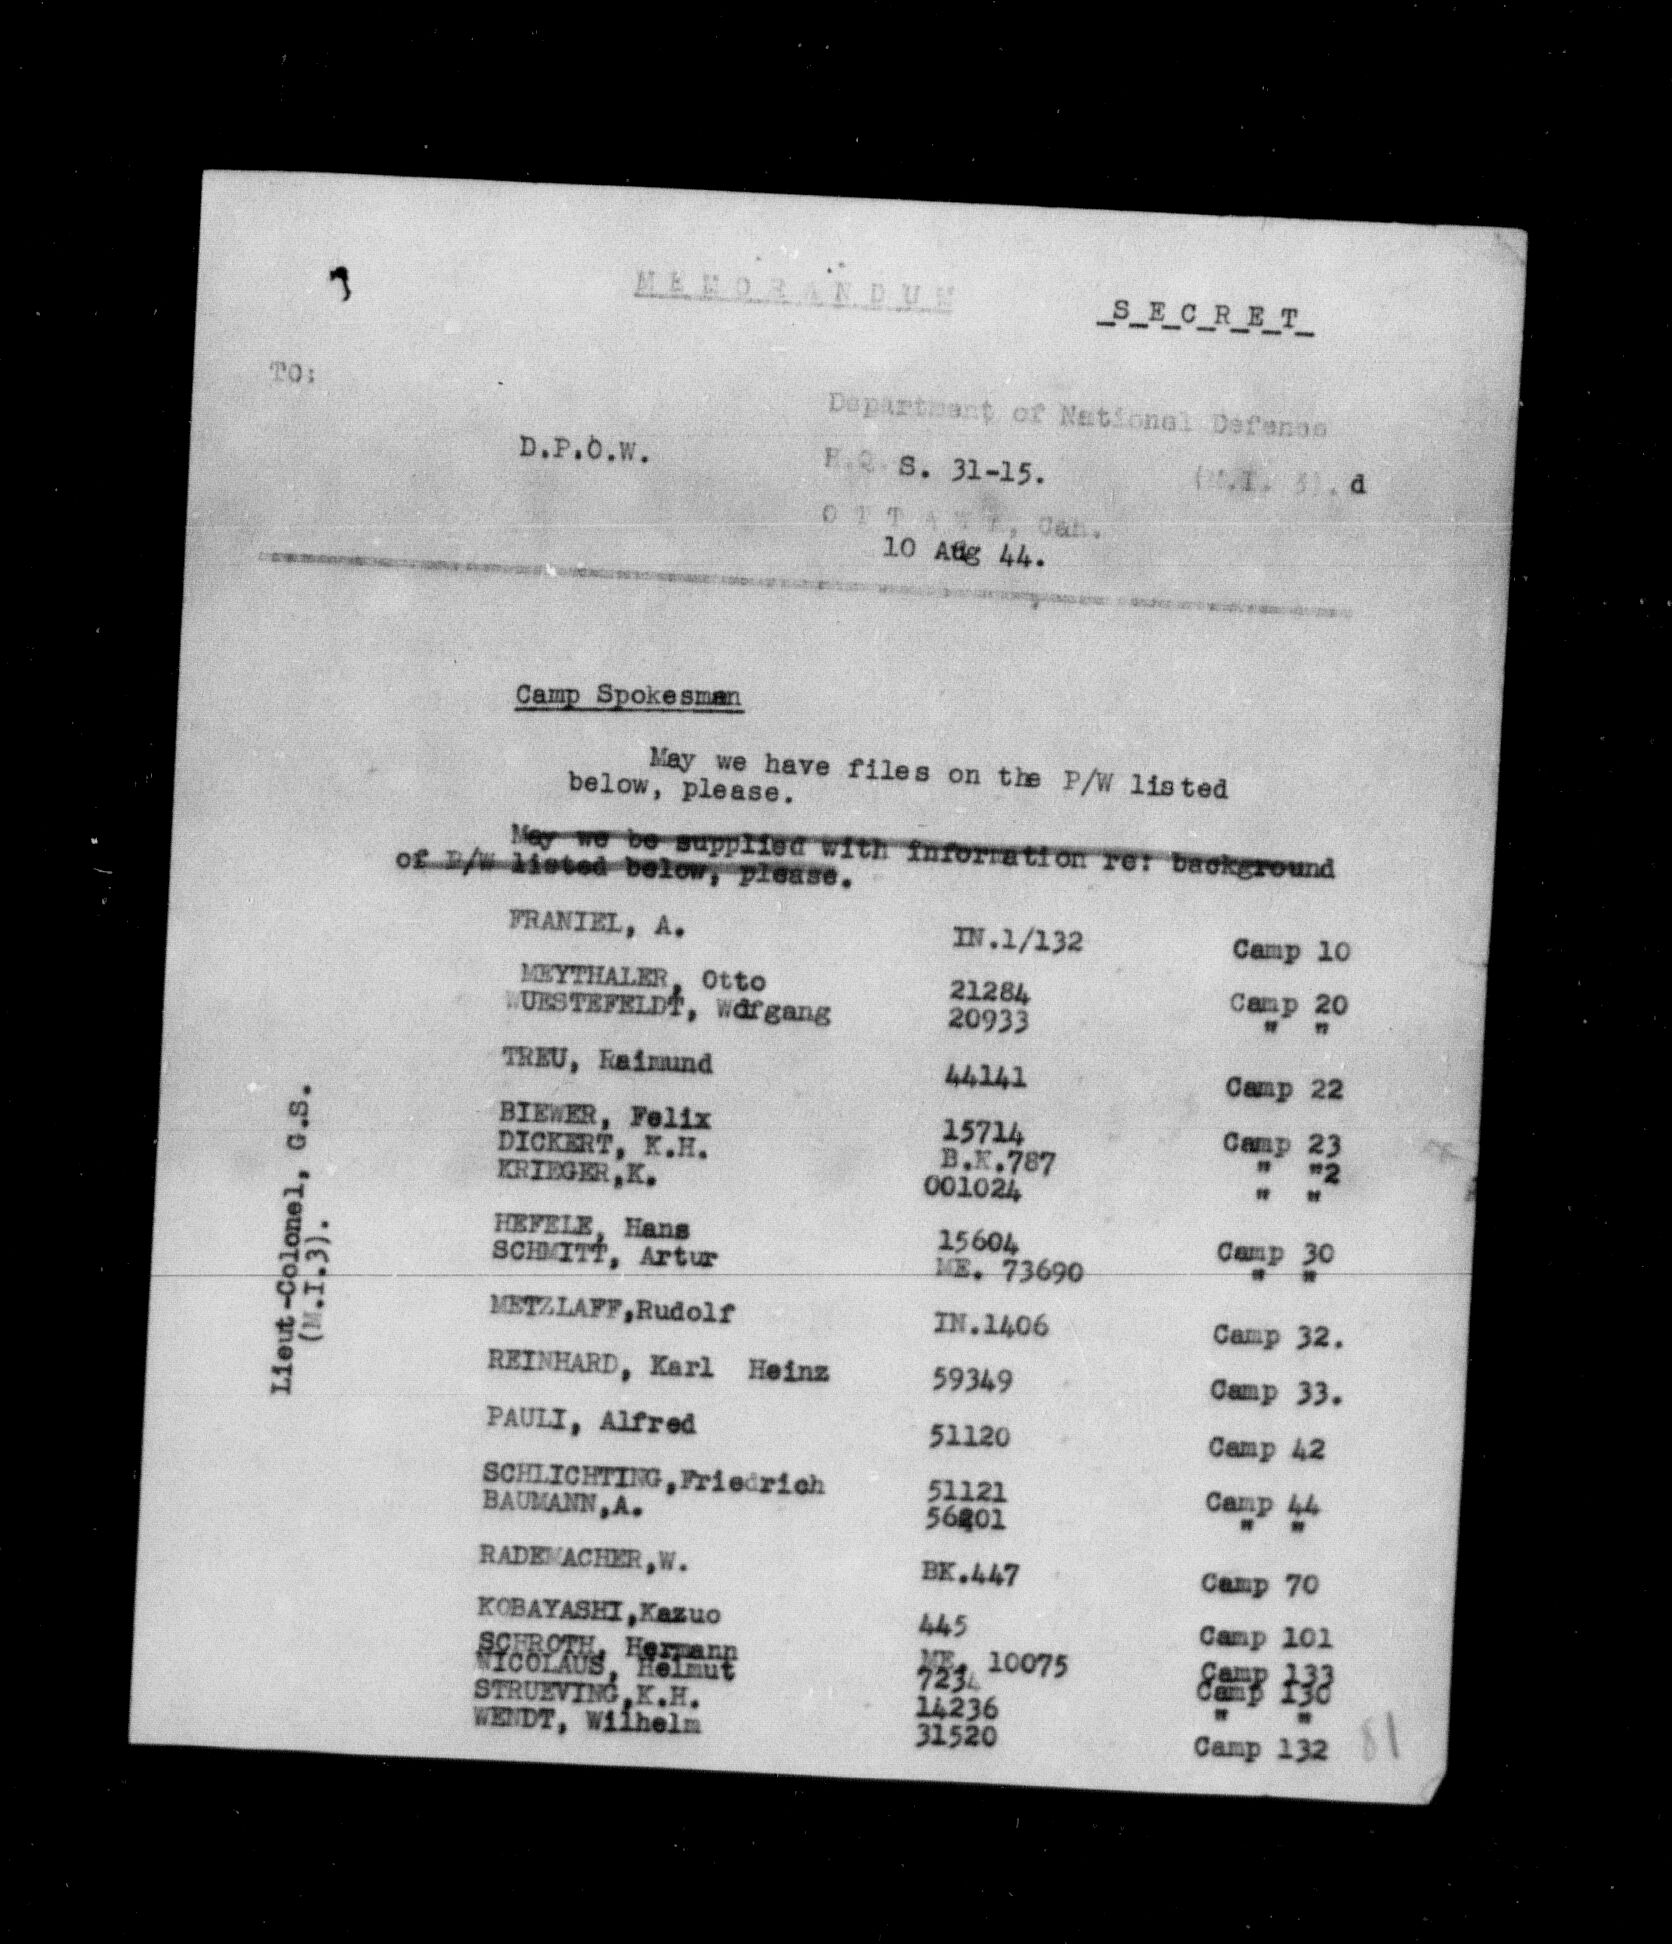 M E M O R A N D U M
_S_E_C_R_E_T_
TO:
Department of National Defense
D.P.O.W.
H.Q. S. 31-15. (M.I. 3). d
O T T A W A, Can.
10 Aug 44.
Camp Spokesman
May we have files on the P/W listed
below, please.
May we be supplied with information re: background
of P/W listed below, please.
FRANIEL, A. IN.1/132 Camp 10
MEYTHALER, Otto 21284 Camp 20
WUESTEFELDT, Wolfgang 20933 " "
TREU, Raimund 44141 Camp 22
BIEWER, Felix 15714 Camp 23
DICKERT, K.H. B.K.787 " "2
KRIEGER,K. 001024 " "
HEFELE, Hans 15604 Camp 30
SCHMITT, Artur ME. 73690 " "
METZLAFF,Rudolf IN.1406 Camp 32.
REINHARD, Karl Heinz 59349 Camp 33.
PAULI, Alfred 51120 Camp 42
SCHLICHTING,Friedrich 51121 Camp 44
BAUMANN,A. " "
RADEMACHER,W. BK.447 Camp 70
KOBAYASHI,Kazuo 445 Camp 101
SCHROTH, Hermann ME. 10075 Camp 133
NICOLAUS, Helmut 7234 Camp 130
STRUEVING,K.H. 14236 " "
WENDT, Wilhelm 31520 Camp 132
Lieut-Colonel, G.S.
(M.I.3).
81